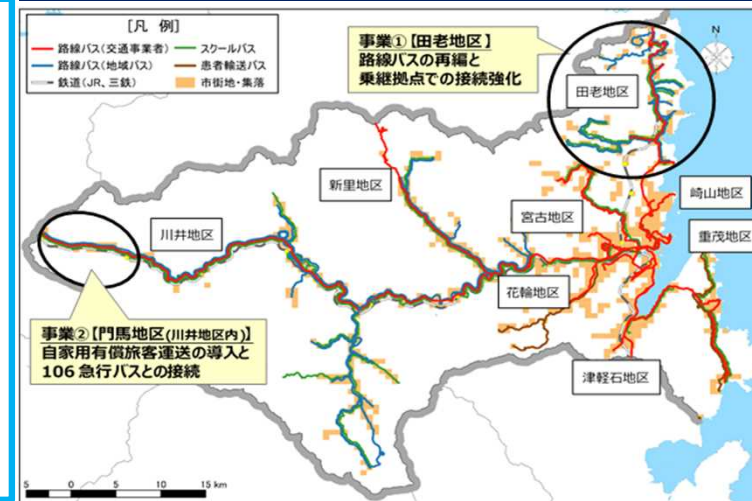 [凡 例]
路線バス(交通事業者)
スクールバス
路線バス(地域バス)
患者輸送バス
鉄道(JR、三鉄)
市街地・集落
事業①【田老地区】
路線バスの再編と
乗継拠点での接続強化
N
田老地区
新里地区
崎山地区
宮古地区
川井地区
重茂地区
花輪地区
事業②【門馬地区(川井地区内)】
自家用有償旅客運送の導入と
106 急行バスとの接続
津軽石地区
5 0 5 10 15 km